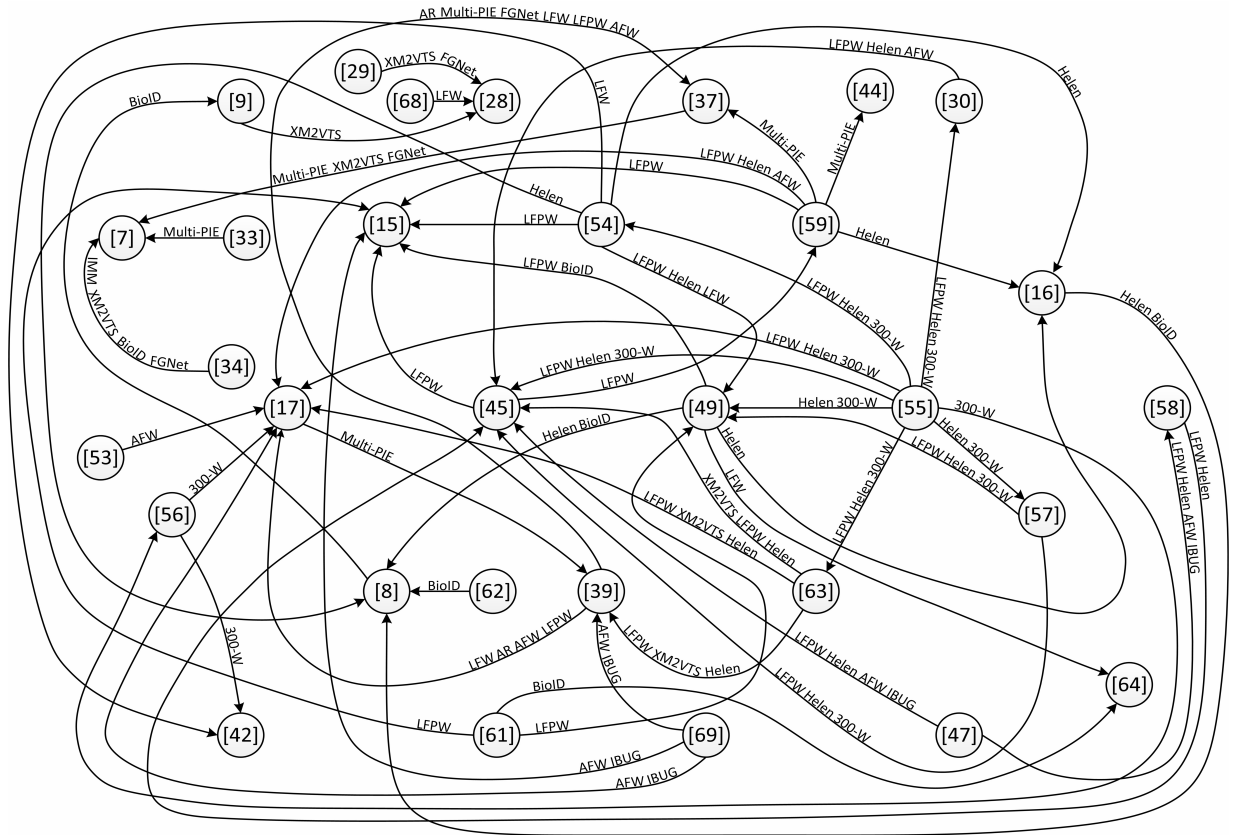 AR Multi-PIE FGNet LFW LFPW AFW
LFPW Helen AFW
[29]
XM2VTS FGNet
[68]
LFW
[28]
[9]
BioID
XM2VTS
LFW
[37]
[44]
[30]
Helen
Multi-PIE
Multi-PIE
Multi-PIE XM2VTS FGNet
LFPW Helen AFW
LFPW
Helen
[7]
Multi-PIE
[33]
[15]
LFPW
[54]
[59]
Helen
LFPW BioID
LFPW Helen LFW
[16]
Helen BioID
IMM XM2VTS BioID FGNet
[34]
LFPW Helen 300-W
LFPW Helen 300-W
LFPW Helen 300-W
LFPW Helen 300-W
LFPW
LFPW
[17]
[45]
[49]
Helen 300-W
[55]
300-W
[58]
Helen BioID
Helen 300-W
LFPW Helen 300-W
LFPW Helen
LFPW Helen AFW IBUG
[53]
AFW
Multi-PIE
Helen
LFW
300-W
[56]
XM2VTS LFPW Helen
LFPW XM2VTS Helen
LFPW Helen 300-W
[57]
[8]
BioID
[62]
[39]
[63]
300-W
LFW AR AFW LFPW
AFW IBUG
LFPW XM2VTS Helen
LFPW Helen AFW IBUG
LFPW Helen 300-W
BioID
[64]
[42]
LFPW
[61]
LFPW
[69]
[47]
AFW IBUG
AFW IBUG